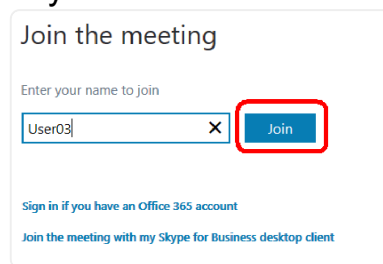 Join the meeting
Enter your name to join
User03
Join
Sign in if you have an Office 365 account
Join the meeting with my Skype for Business desktop client